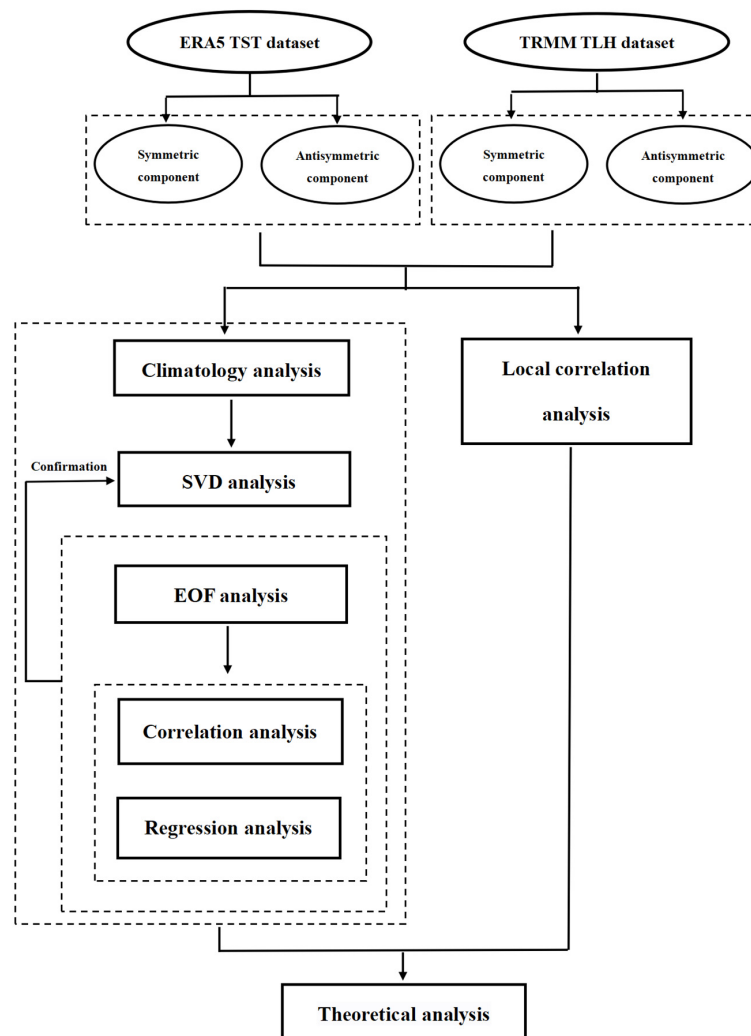 ERA5 TST dataset
TRMM TLH dataset
Symmetric
component
Antisymmetric
component
Symmetric
component
Antisymmetric
component
Climatology analysis
Local correlation
analysis
Confirmation
SVD analysis
EOF analysis
Correlation analysis
Regression analysis
Theoretical analysis